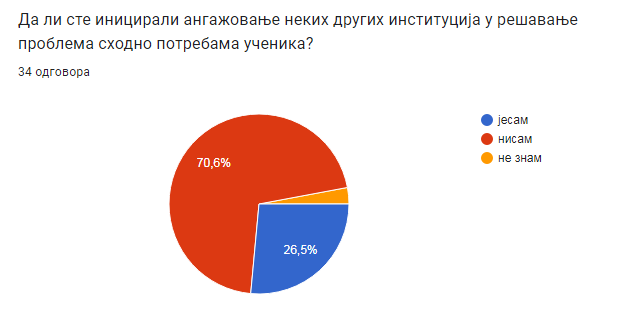 Да ли сте иницирали ангажовање неких других институција у решавање
проблема сходно потребама ученика?
34 одговора
јесам
нисам
не знам
70,6%
26,5%